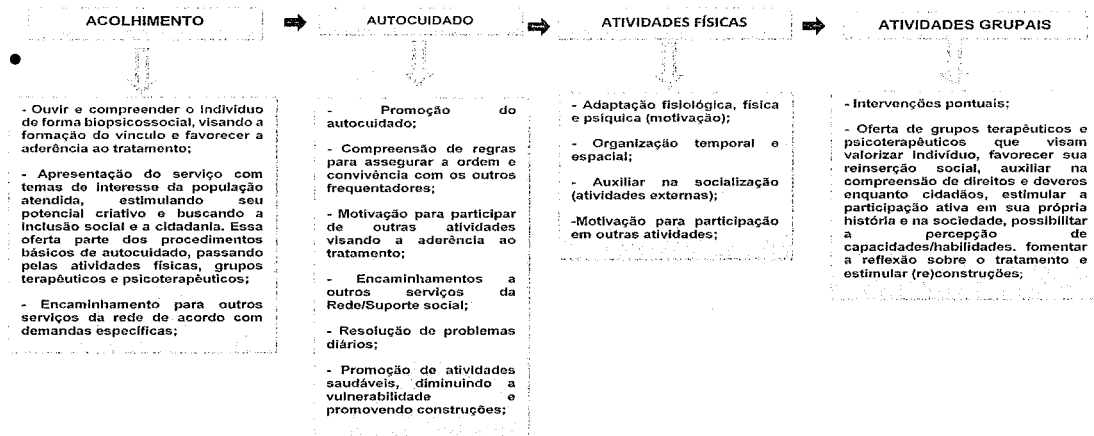 ACOLHIMENTO
- Ouvir e compreender o indivíduo
de forma biopsicossocial, visando a
formação do vínculo e favorecer a
aderência ao tratamento;
- Apresentação do serviço com
temas de interesse da população
atendida, estimulando seu
potencial criativo e buscando a
inclusão social e a cidadania. Essa
oferta parte dos procedimentos
básicos de autocuidado, passando
pelas atividades físicas, grupos
terapêuticos e psicoterapêuticos;
- Encaminhamento para outros
serviços da rede de acordo com
demandas específicas;
AUTOCUIDADO
- Promoção do
autocuidado;
- Compreensão de regras
para assegurar a ordem e
convivência com os outros
frequentadores;
- Motivação para participar
de outras atividades
visando a aderência ao
tratamento;
- Encaminhamentos a
outros serviços da
Rede/Suporte social;
- Resolução de problemas
diários;
- Promoção de atividades
saudáveis, diminuindo a
vulnerabilidade e
promovendo construções;
ATIVIDADES FÍSICAS
- Adaptação fisiológica, física
e psíquica (motivação);
- Organização temporal e
espacial;
- Auxiliar na socialização
(atividades externas);
-Motivação para participação
em outras atividades;
ATIVIDADES GRUPAIS
- Intervenções pontuais;
- Oferta de grupos terapêuticos e
psicoterapêuticos que visam
valorizar indivíduo, favorecer sua
reinserção social, auxiliar na
compreensão de direitos e deveres
enquanto cidadãos, estimular a
participação ativa em sua própria
história e na sociedade, possibilitar
a percepção de
capacidades/habilidades. fomentar
a reflexão sobre o tratamento e
estimular (re)construções;